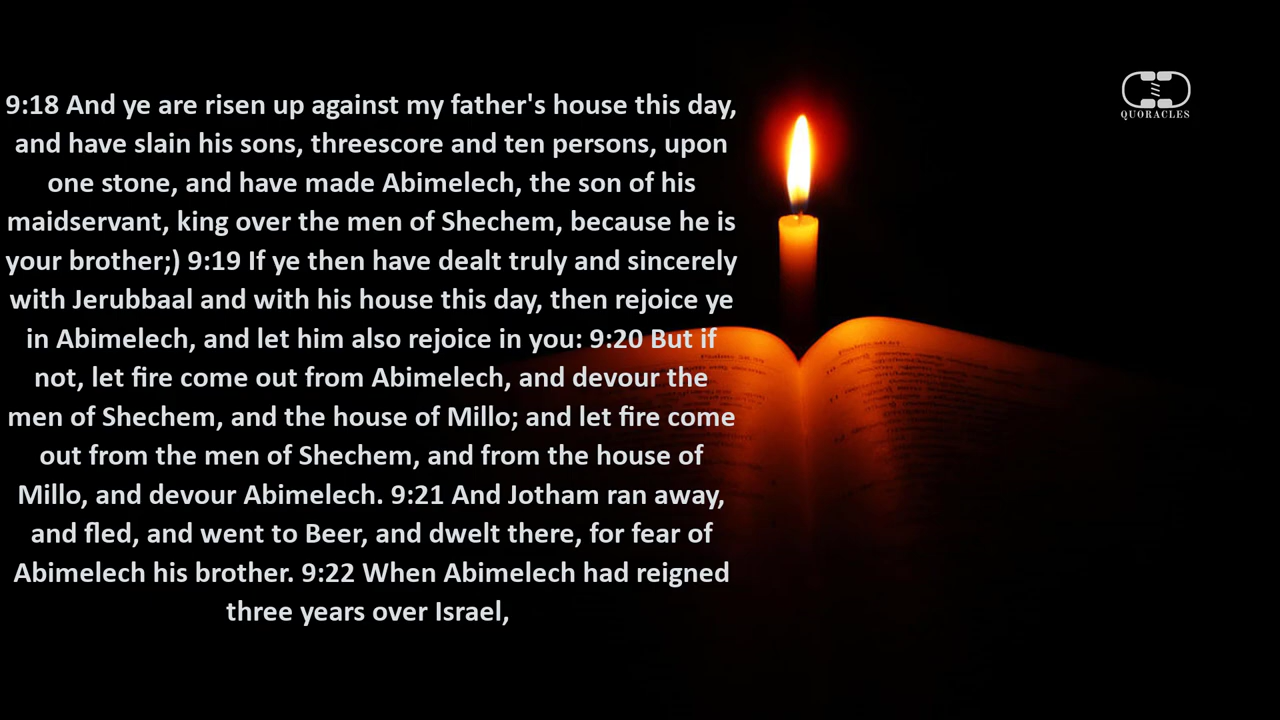 9:18 And ye are risen up against my father's house this day,
and have slain his sons, threescore and ten persons, upon
one stone, and have made Abimelech, the son of his
maidservant, king over the men of Shechem, because he is
your brother;) 9:19 If ye then have dealt truly and sincerely
with Jerubbaal and with his house this day, then rejoice ye
in Abimelech, and let him also rejoice in you: 9:20 But if
not, let fire come out from Abimelech, and devour the
men of Shechem, and the house of Millo; and let fire come
out from the men of Shechem, and from the house of
Millo, and devour Abimelech. 9:21 And Jotham ran away,
and fled, and went to Beer, and dwelt there, for fear of
Abimelech his brother. 9:22 When Abimelech had reigned
three years over Israel,
QUORACLES